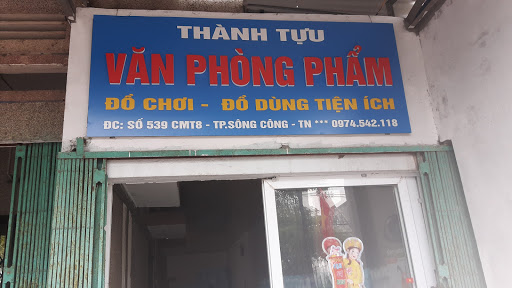 THÀNH TỰU
VĂN PHÒNG PHẨM
ĐỒ CHƠI - ĐỒ DÙNG TIỆN ÍCH
ĐC: SỐ 539 CMT8 - TP.SÔNG CÔNG - TN *** 0974.542.118